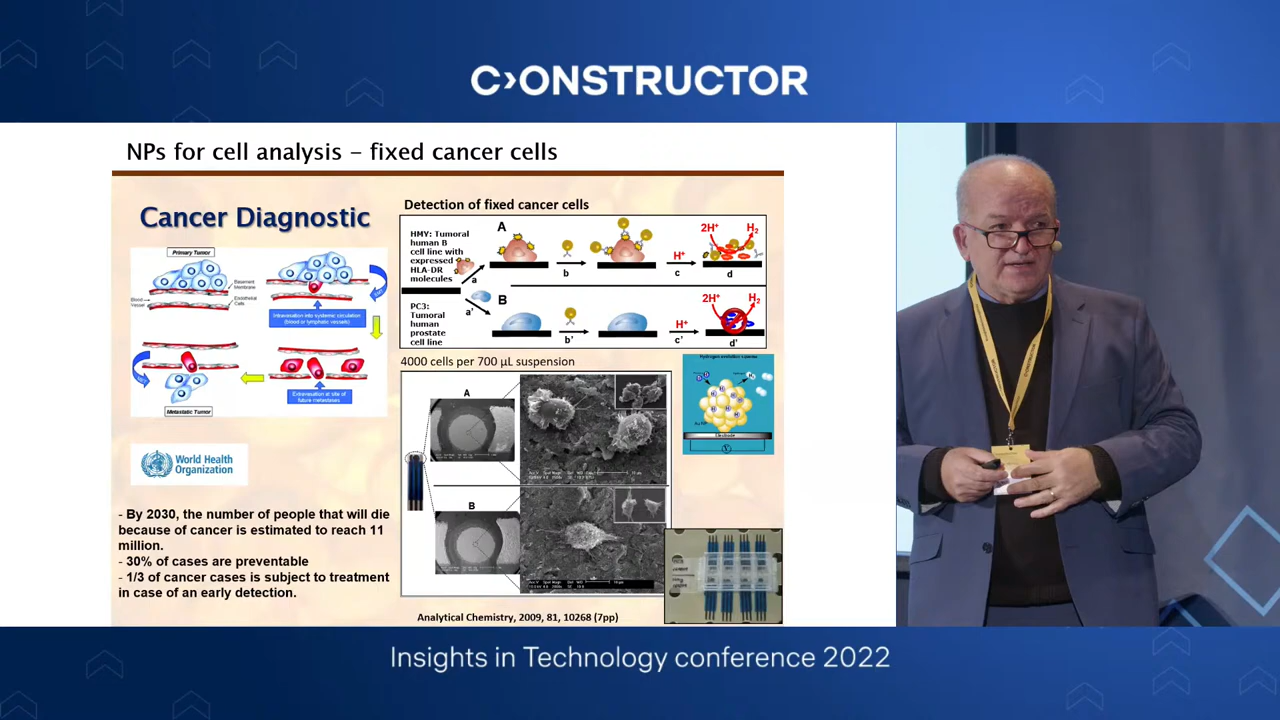 C›ONSTRUCTOR
NPs for cell analysis – fixed cancer cells
Cancer Diagnostic
Primary Tumor
Basement
Membrane
Blood
Vessel
Endothelial
Cells
Intravasation into systemic circulation
(blood or lymphatic vessels)
Extravasation at site of
future metastases
Metastatic Tumor
World Health
Organization
- By 2030, the number of people that will die
because of cancer is estimated to reach 11
million.
- 30% of cases are preventable
- 1/3 of cancer cases is subject to treatment
in case of an early detection.
Detection of fixed cancer cells
HMY: Tumoral
human B
cell line with
expressed
HLA-DR
molecules
A
a
b
H⁺
c
2H⁺
H₂
d
PC3:
Tumoral
human
prostate
cell line
B
a'
b'
H⁺
c'
2H⁺
H₂
d'
4000 cells per 700 µL suspension
A
B
Electrode
Analytical Chemistry, 2009, 81, 10268 (7pp)
Insights in Technology conference 2022